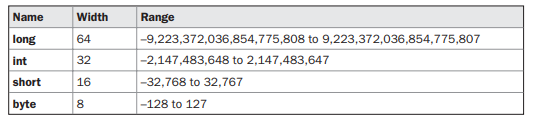 Name Width Range
long 64 –9,223,372,036,854,775,808 to 9,223,372,036,854,775,807
int 32 –2,147,483,648 to 2,147,483,647
short 16 –32,768 to 32,767
byte 8 –128 to 127